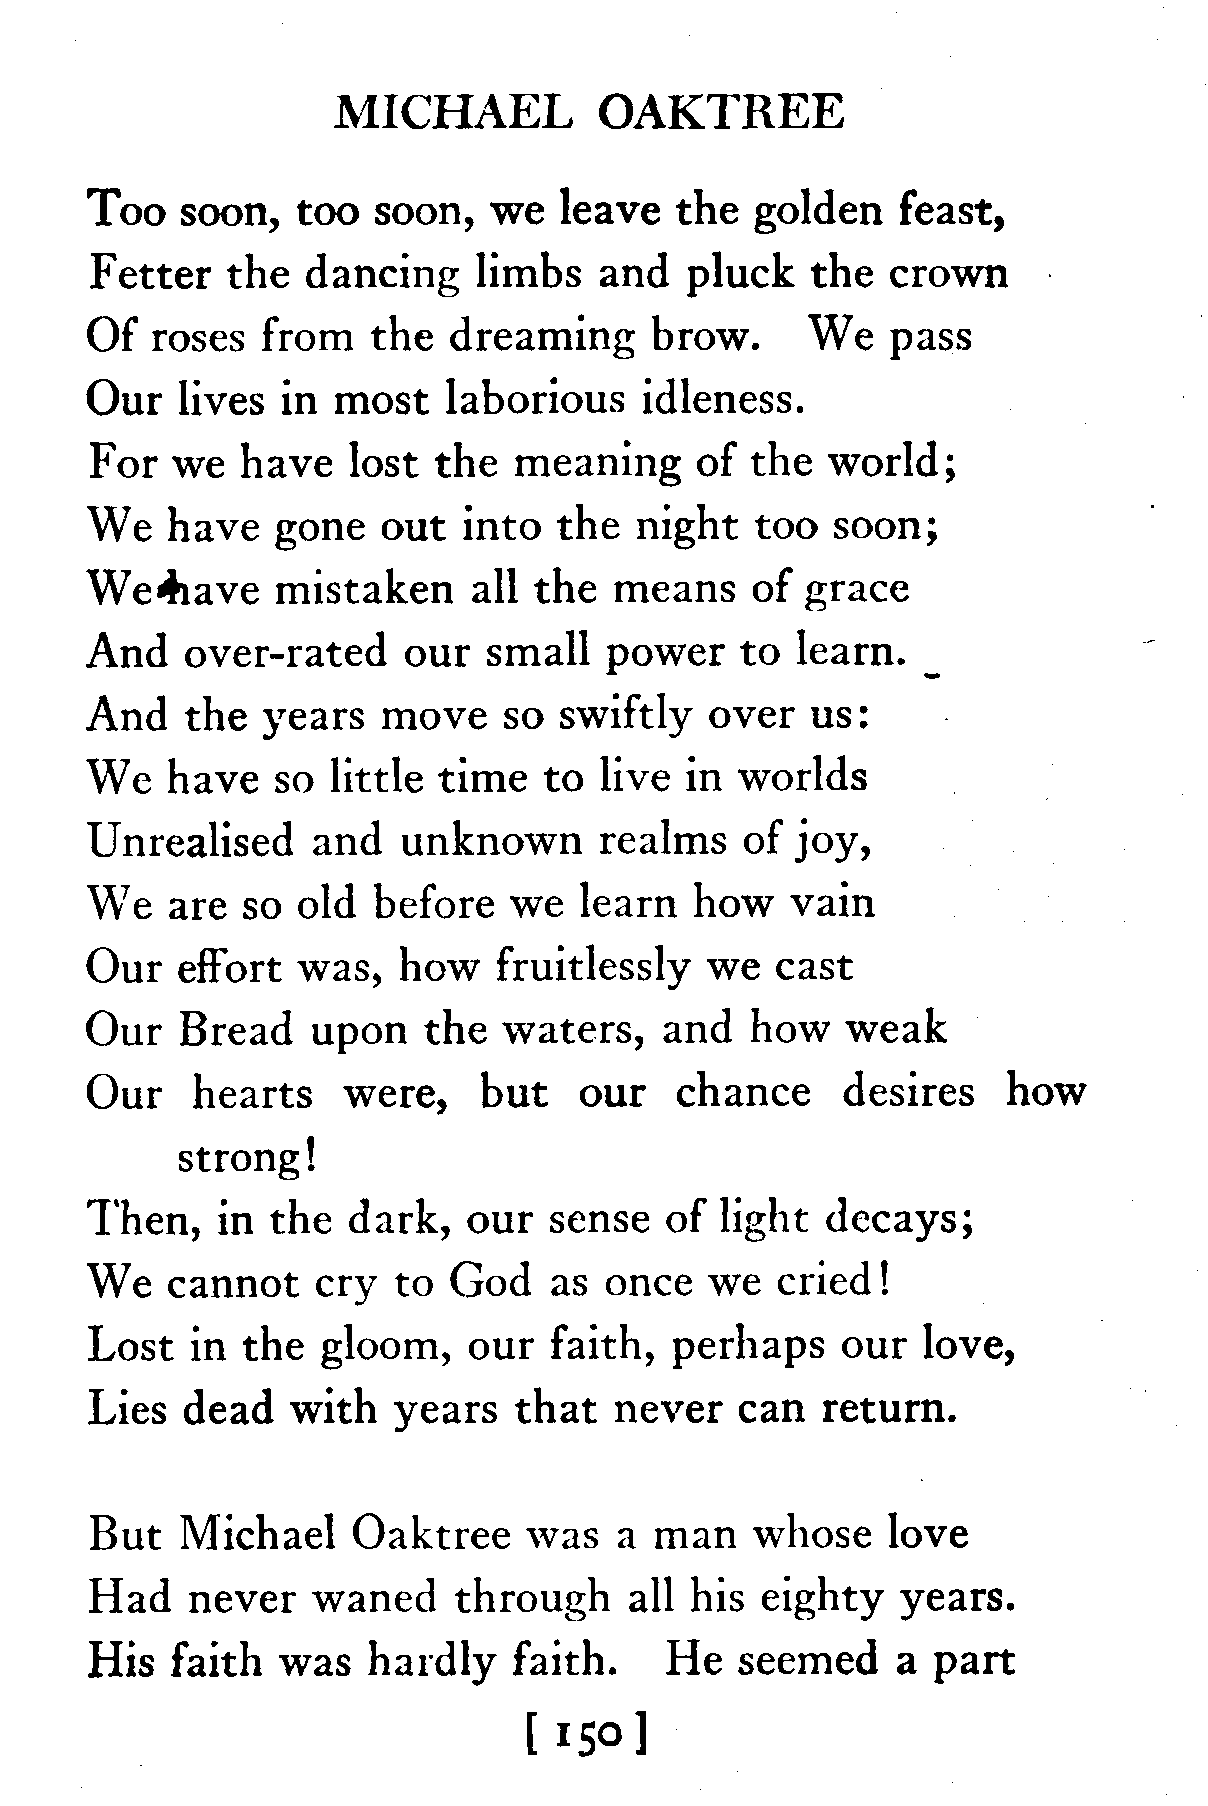 MICHAEL OAKTREE
Too soon, too soon, we leave the golden feast,
Fetter the dancing limbs and pluck the crown
Of roses from the dreaming brow. We pass
Our lives in most laborious idleness.
For we have lost the meaning of the world;
We have gone out into the night too soon;
We have mistaken all the means of grace
And over-rated our small power to learn.
And the years move so swiftly over us:
We have so little time to live in worlds
Unrealised and unknown realms of joy,
We are so old before we learn how vain
Our effort was, how fruitlessly we cast
Our Bread upon the waters, and how weak
Our hearts were, but our chance desires how
strong!
Then, in the dark, our sense of light decays;
We cannot cry to God as once we cried!
Lost in the gloom, our faith, perhaps our love,
Lies dead with years that never can return.
But Michael Oaktree was a man whose love
Had never waned through all his eighty years.
His faith was hardly faith. He seemed a part
[ 150 ]